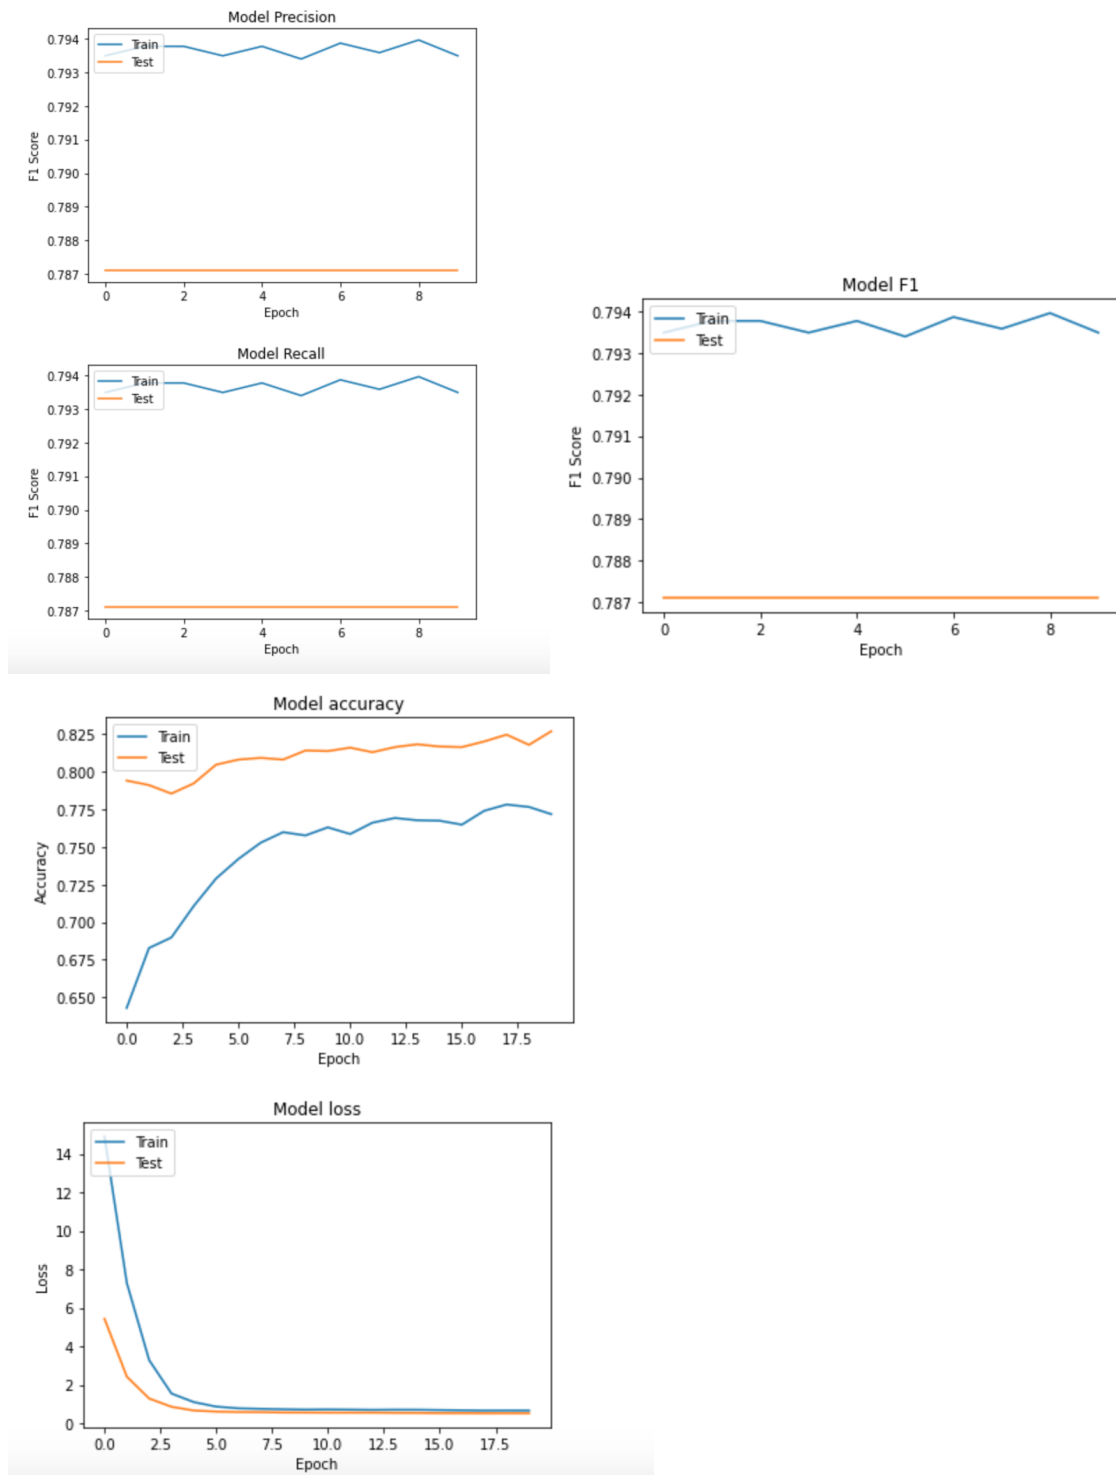 Model Precision
0.794
0.793
0.792
0.791
0.790
0.789
0.788
0.787
F1 Score
Train
Test
0 2 4 6 8
Epoch
Model Recall
0.794
0.793
0.792
0.791
0.790
0.789
0.788
0.787
F1 Score
Train
Test
0 2 4 6 8
Epoch
Model F1
0.794
0.793
0.792
0.791
0.790
0.789
0.788
0.787
F1 Score
Train
Test
0 2 4 6 8
Epoch
Model accuracy
0.825
0.800
0.775
0.750
0.725
0.700
0.675
0.650
Accuracy
Train
Test
0.0 2.5 5.0 7.5 10.0 12.5 15.0 17.5
Epoch
Model loss
14
12
10
8
6
4
2
0
Loss
Train
Test
0.0 2.5 5.0 7.5 10.0 12.5 15.0 17.5
Epoch